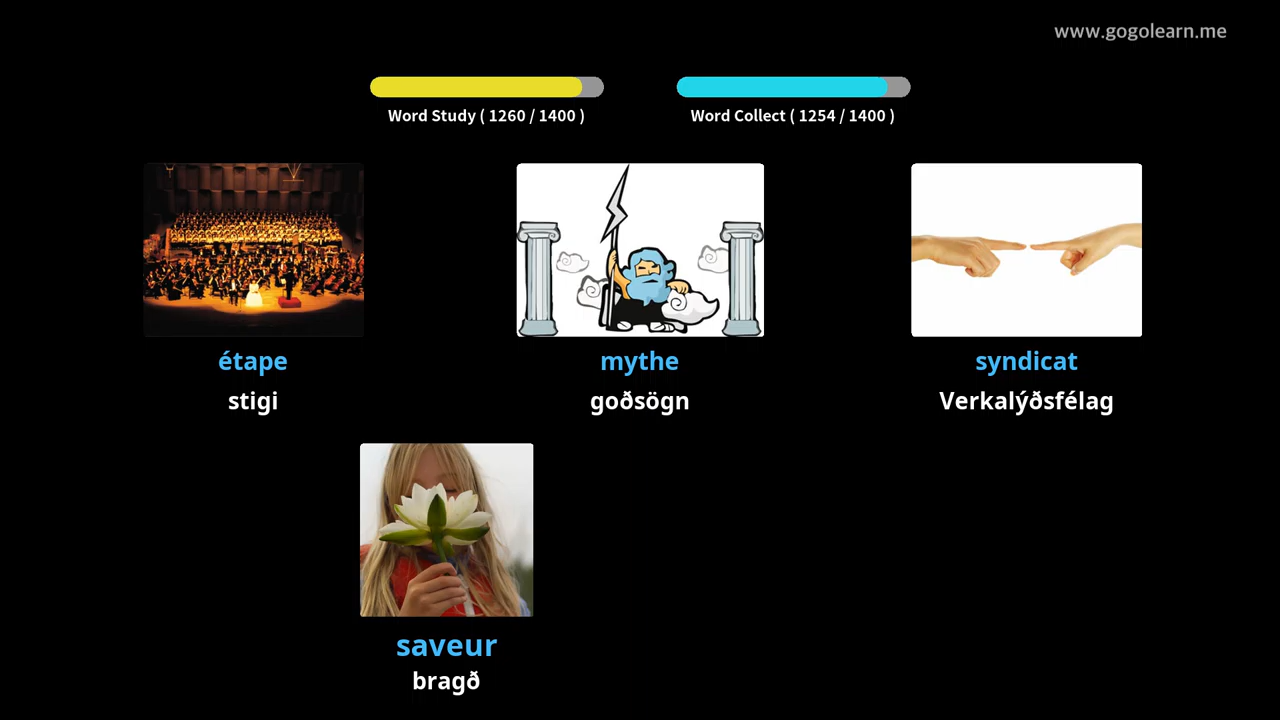 www.gogolearn.me
Word Study ( 1260 / 1400 )
Word Collect ( 1254 / 1400 )
étape
stigi
mythe
goðsögn
syndicat
Verkalýðsfélag
saveur
bragð